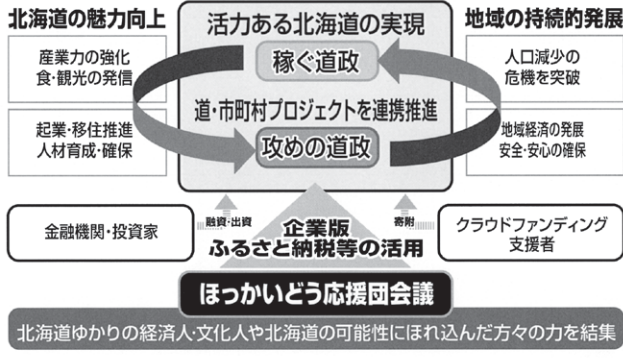 北海道の魅力向上
活力ある北海道の実現
地域の持続的発展
産業力の強化
食・観光の発信
稼ぐ道政
人口減少の
危機を突破
道・市町村プロジェクトを連携推進
起業・移住推進
人材育成・確保
攻めの道政
地域経済の発展
安全・安心の確保
金融機関・投資家
融資・出資
企業版
ふるさと納税等の活用
寄附
クラウドファンディング
支援者
ほっかいどう応援団会議
北海道ゆかりの経済人・文化人や北海道の可能性にほれ込んだ方々の力を結集